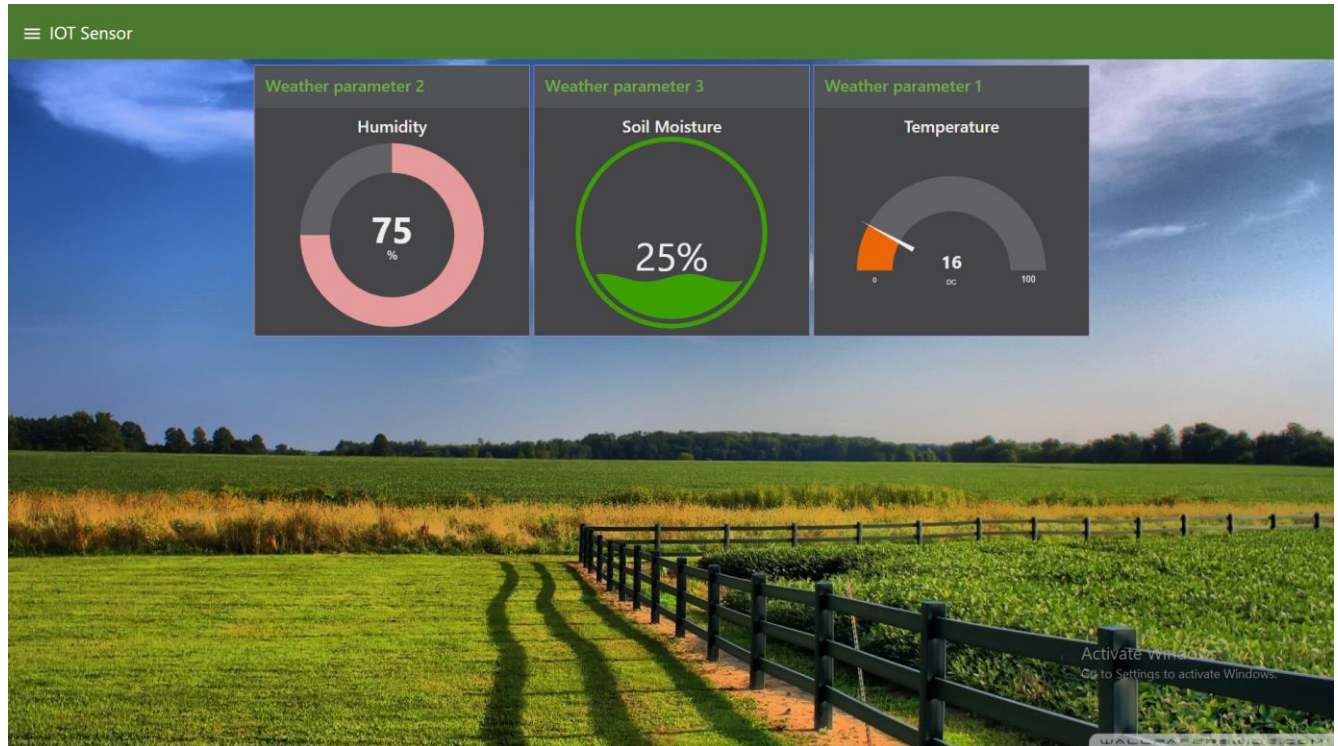 IOT Sensor
Weather parameter 2
Humidity
75
%
Weather parameter 3
Soil Moisture
25%
Weather parameter 1
Temperature
16
DC
0
100
Activate Windows
Go to Settings to activate Windows.